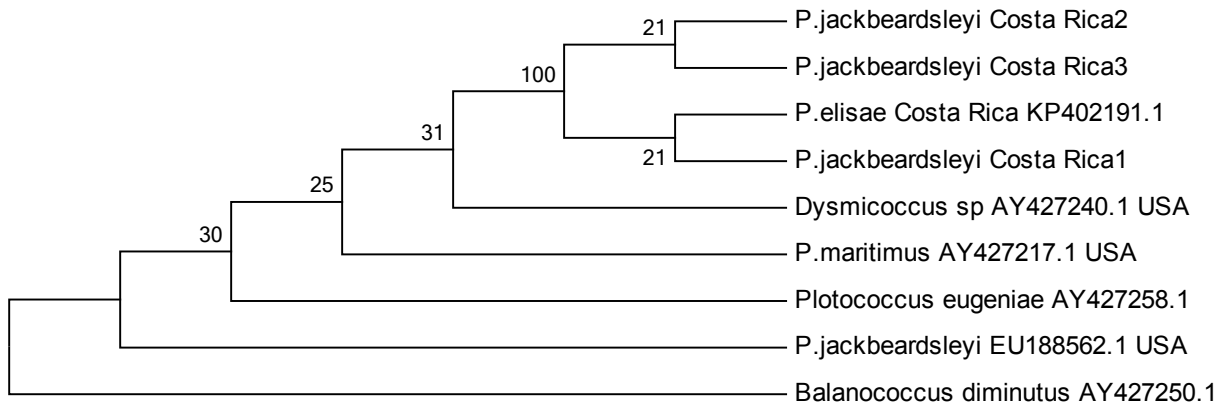 21
P.jackbeardsleyi Costa Rica2
P.jackbeardsleyi Costa Rica3
100
P.elisae Costa Rica KP402191.1
31
21
P.jackbeardsleyi Costa Rica1
25
Dysmicoccus sp AY427240.1 USA
30
P.maritimus AY427217.1 USA
Plotococcus eugeniae AY427258.1
P.jackbeardsleyi EU188562.1 USA
Balanococcus diminutus AY427250.1